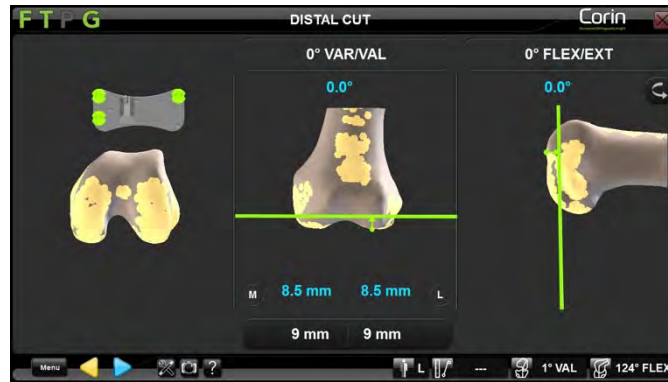 F T P G
DISTAL CUT
Corin
0° VAR/VAL
0° FLEX/EXT
0.0°
0.0°
M 8.5 mm 8.5 mm L
9 mm 9 mm
Menu ? L --- 1° VAL 124° FLEX